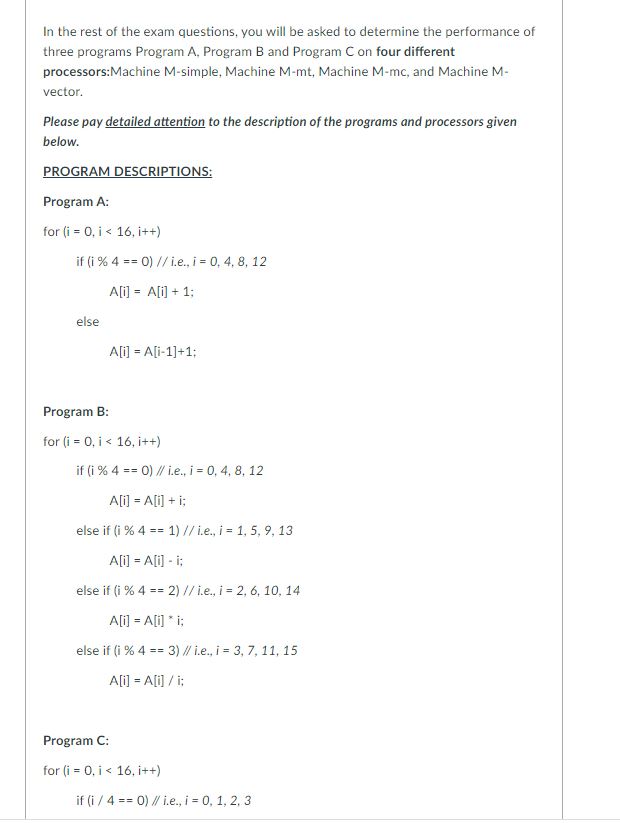 In the rest of the exam questions, you will be asked to determine the performance of
three programs Program A, Program B and Program C on four different
processors:Machine M-simple, Machine M-mt, Machine M-mc, and Machine M-
vector.
Please pay detailed attention to the description of the programs and processors given
below.
PROGRAM DESCRIPTIONS:
Program A:
for (i = 0, i < 16, i++)
if (i % 4 == 0) // i.e., i = 0, 4, 8, 12
A[i] = A[i] + 1;
else
A[i] = A[i-1]+1;
Program B:
for (i = 0, i < 16, i++)
if (i % 4 == 0) // i.e., i = 0, 4, 8, 12
A[i] = A[i] + i;
else if (i % 4 == 1) // i.e., i = 1, 5, 9, 13
A[i] = A[i] - i;
else if (i % 4 == 2) // i.e., i = 2, 6, 10, 14
A[i] = A[i] * i;
else if (i % 4 == 3) // i.e., i = 3, 7, 11, 15
A[i] = A[i] / i;
Program C:
for (i = 0, i < 16, i++)
if (i / 4 == 0) // i.e., i = 0, 1, 2, 3